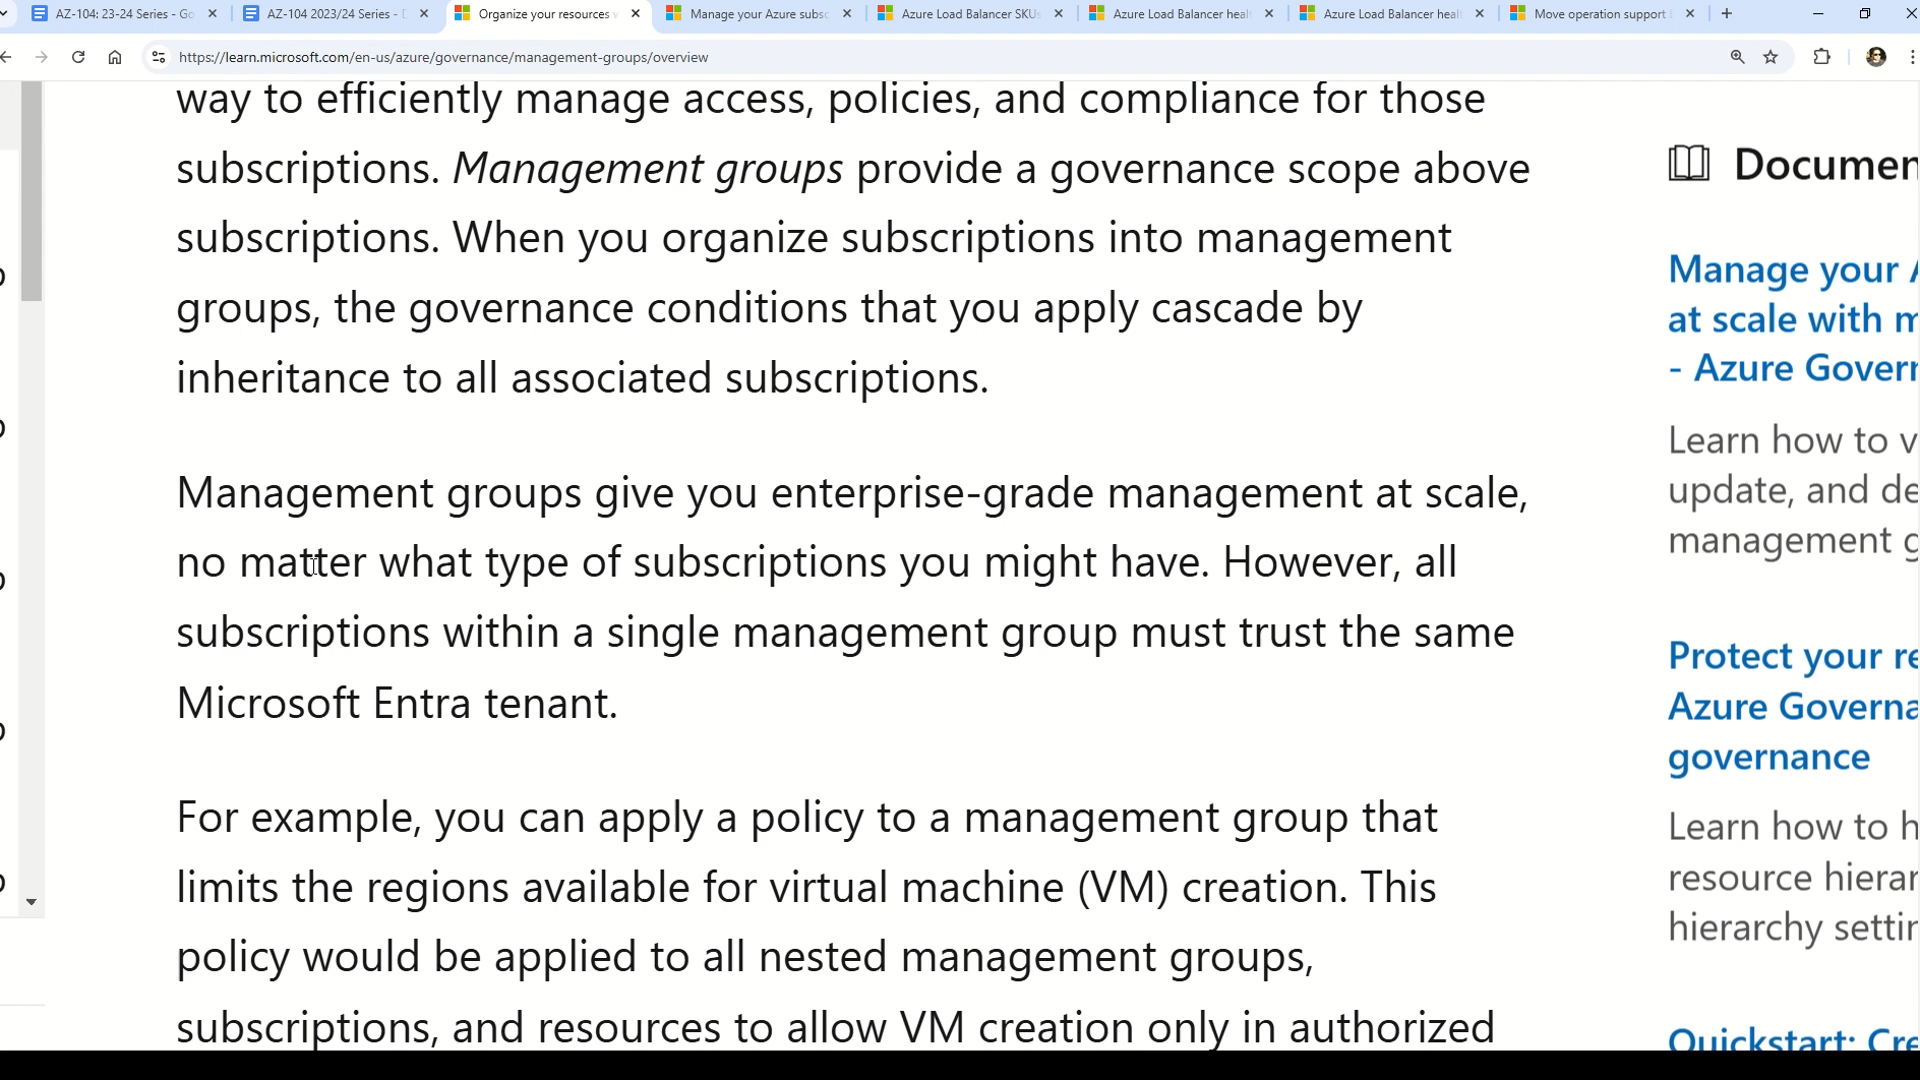 AZ-104: 23-24 Series - Go
AZ-104 2023/24 Series - D
Organize your resources w
Manage your Azure subsc
Azure Load Balancer SKUs
Azure Load Balancer heal
Azure Load Balancer heal
Move operation support
https://learn.microsoft.com/en-us/azure/governance/management-groups/overview
way to efficiently manage access, policies, and compliance for those
subscriptions. Management groups provide a governance scope above
subscriptions. When you organize subscriptions into management
groups, the governance conditions that you apply cascade by
inheritance to all associated subscriptions.
Management groups give you enterprise-grade management at scale,
no matter what type of subscriptions you might have. However, all
subscriptions within a single management group must trust the same
Microsoft Entra tenant.
For example, you can apply a policy to a management group that
limits the regions available for virtual machine (VM) creation. This
policy would be applied to all nested management groups,
subscriptions, and resources to allow VM creation only in authorized
Documen
Manage your A
at scale with m
- Azure Govern
Learn how to v
update, and de
management g
Protect your re
Azure Governa
governance
Learn how to h
resource hierar
hierarchy settin
Quickstart: Cre